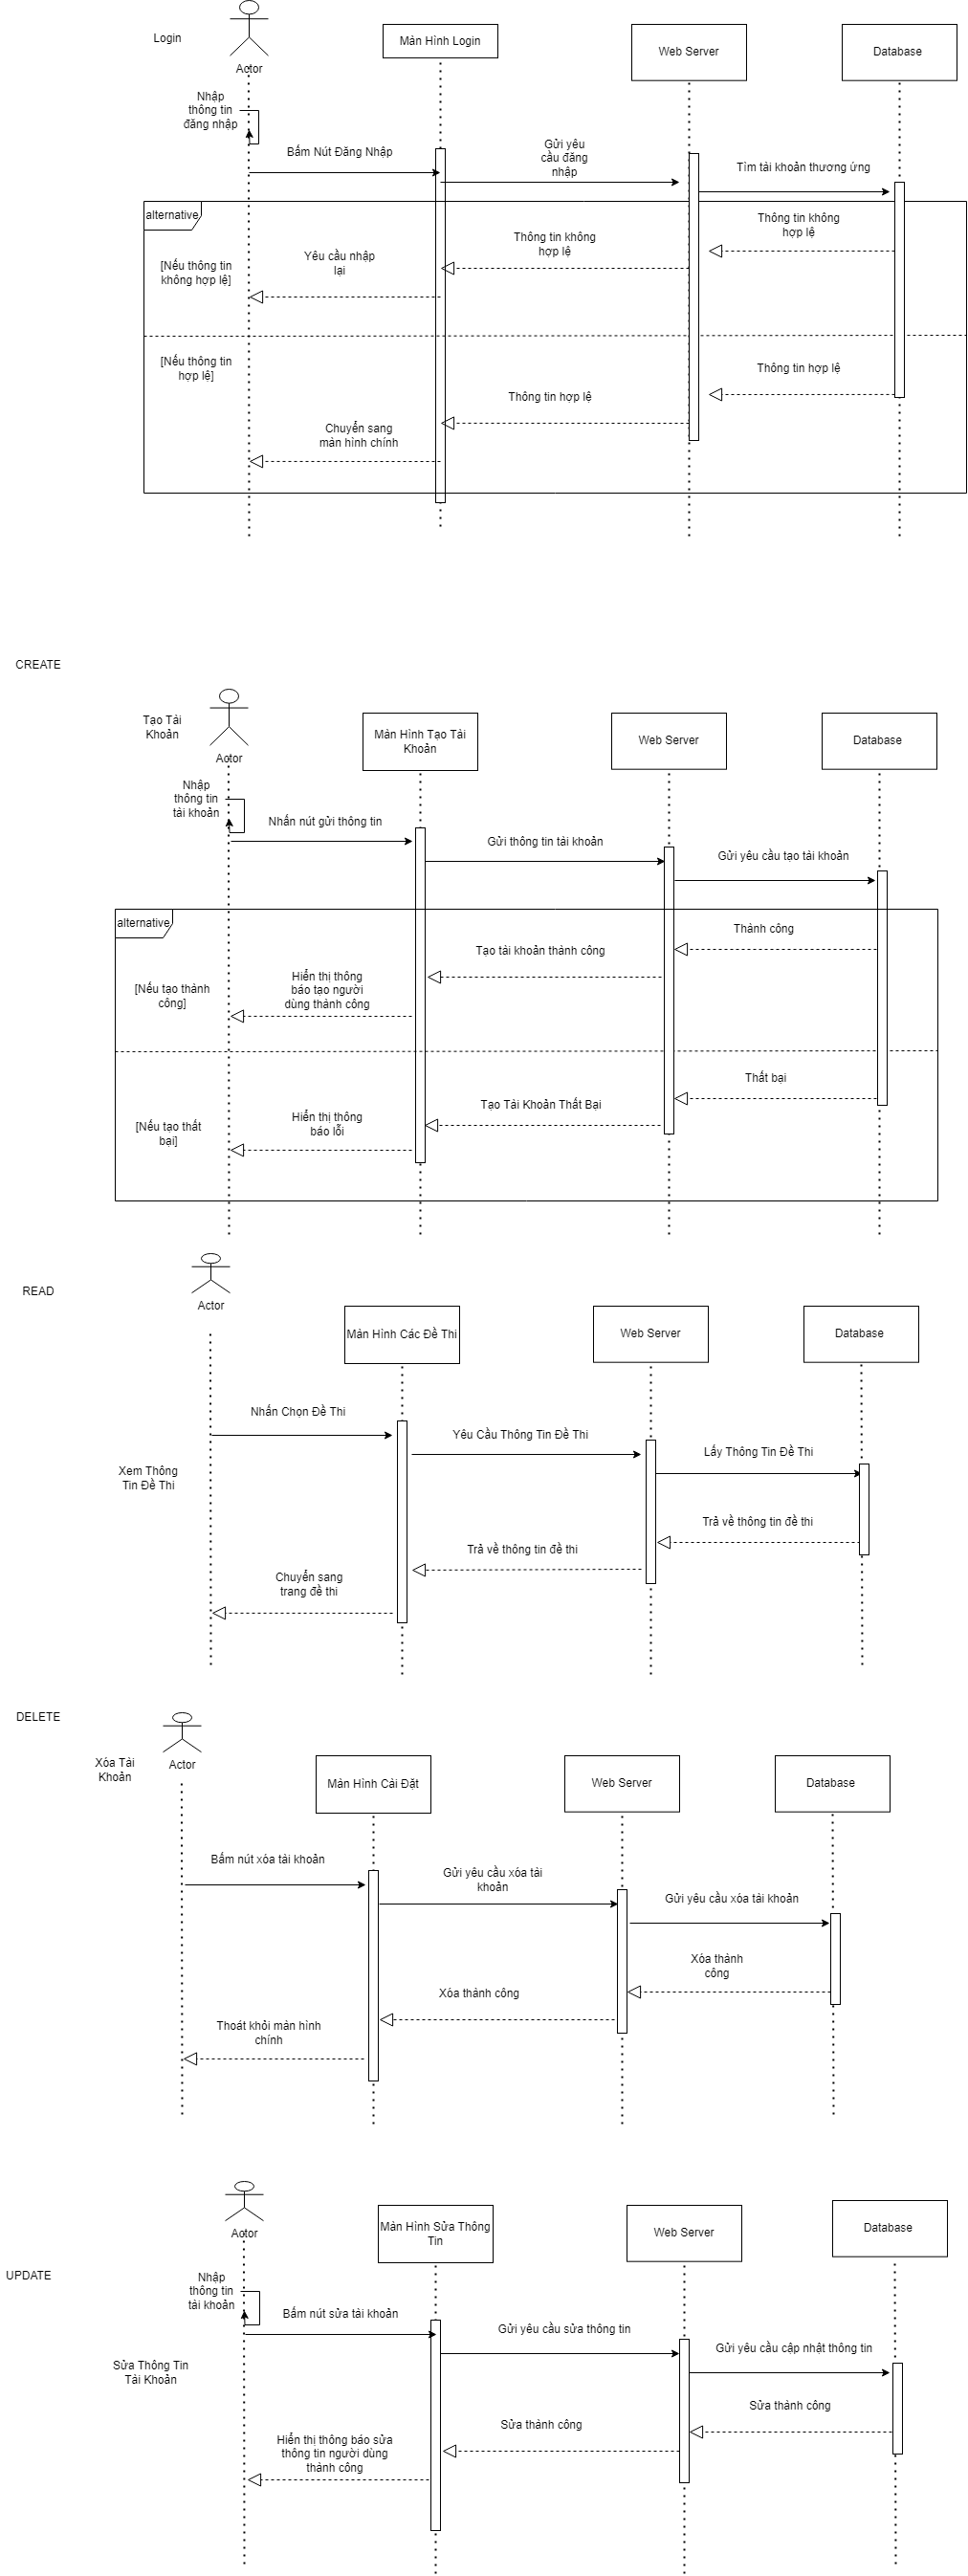 Login
Actor
Màn Hình Login
Web Server
Database
Nhập
thông tin
đăng nhập
Bấm Nút Đăng Nhập
Gửi yêu
cầu đăng
nhập
Tìm tài khoản thương ứng
alternative
[Nếu thông tin
không hợp lệ]
Yêu cầu nhập
lại
Thông tin không
hợp lệ
Thông tin không
hợp lệ
[Nếu thông tin
hợp lệ]
Thông tin hợp lệ
Thông tin hợp lệ
Chuyển sang
màn hình chính
CREATE
Tạo Tài
Khoản
Actor
Màn Hình Tạo Tài
Khoản
Web Server
Database
Nhập
thông tin
tài khoản
Nhấn nút gửi thông tin
Gửi thông tin tài khoản
Gửi yêu cầu tạo tài khoản
alternative
Thành công
Tạo tài khoản thành công
[Nếu tạo thành
công]
Hiển thị thông
báo tạo người
dùng thành công
Thất bại
Tạo Tài Khoản Thất Bại
[Nếu tạo thất
bại]
Hiển thị thông
báo lỗi
READ
Actor
Màn Hình Các Đề Thi
Web Server
Database
Nhấn Chọn Đề Thi
Yêu Cầu Thông Tin Đề Thi
Lấy Thông Tin Đề Thi
Xem Thông
Tin Đề Thi
Trả về thông tin đề thi
Trả về thông tin đề thi
Chuyển sang
trang đề thi
DELETE
Xóa Tài
Khoản
Actor
Màn Hình Cài Đặt
Web Server
Database
Bấm nút xóa tài khoản
Gửi yêu cầu xóa tài
khoản
Gửi yêu cầu xóa tài khoản
Xóa thành
công
Xóa thành công
Thoát khỏi màn hình
chính
UPDATE
Actor
Màn Hình Sửa Thông
Tin
Web Server
Database
Nhập
thông tin
tài khoản
Bấm nút sửa tài khoản
Gửi yêu cầu sửa thông tin
Gửi yêu cầu cập nhật thông tin
Sửa Thông Tin
Tài Khoản
Sửa thành công
Sửa thành công
Hiển thị thông báo sửa
thông tin người dùng
thành công